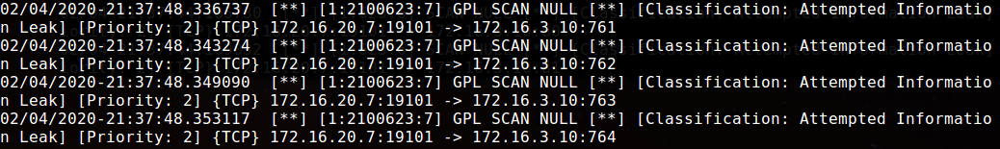 02/04/2020-21:37:48.336737  [**] [1:2100623:7] GPL SCAN NULL [**] [Classification: Attempted Informatio
n Leak] [Priority: 2] {TCP} 172.16.20.7:19101 -> 172.16.3.10:761
02/04/2020-21:37:48.343274  [**] [1:2100623:7] GPL SCAN NULL [**] [Classification: Attempted Informatio
n Leak] [Priority: 2] {TCP} 172.16.20.7:19101 -> 172.16.3.10:762
02/04/2020-21:37:48.349090  [**] [1:2100623:7] GPL SCAN NULL [**] [Classification: Attempted Informatio
n Leak] [Priority: 2] {TCP} 172.16.20.7:19101 -> 172.16.3.10:763
02/04/2020-21:37:48.353117  [**] [1:2100623:7] GPL SCAN NULL [**] [Classification: Attempted Informatio
n Leak] [Priority: 2] {TCP} 172.16.20.7:19101 -> 172.16.3.10:764